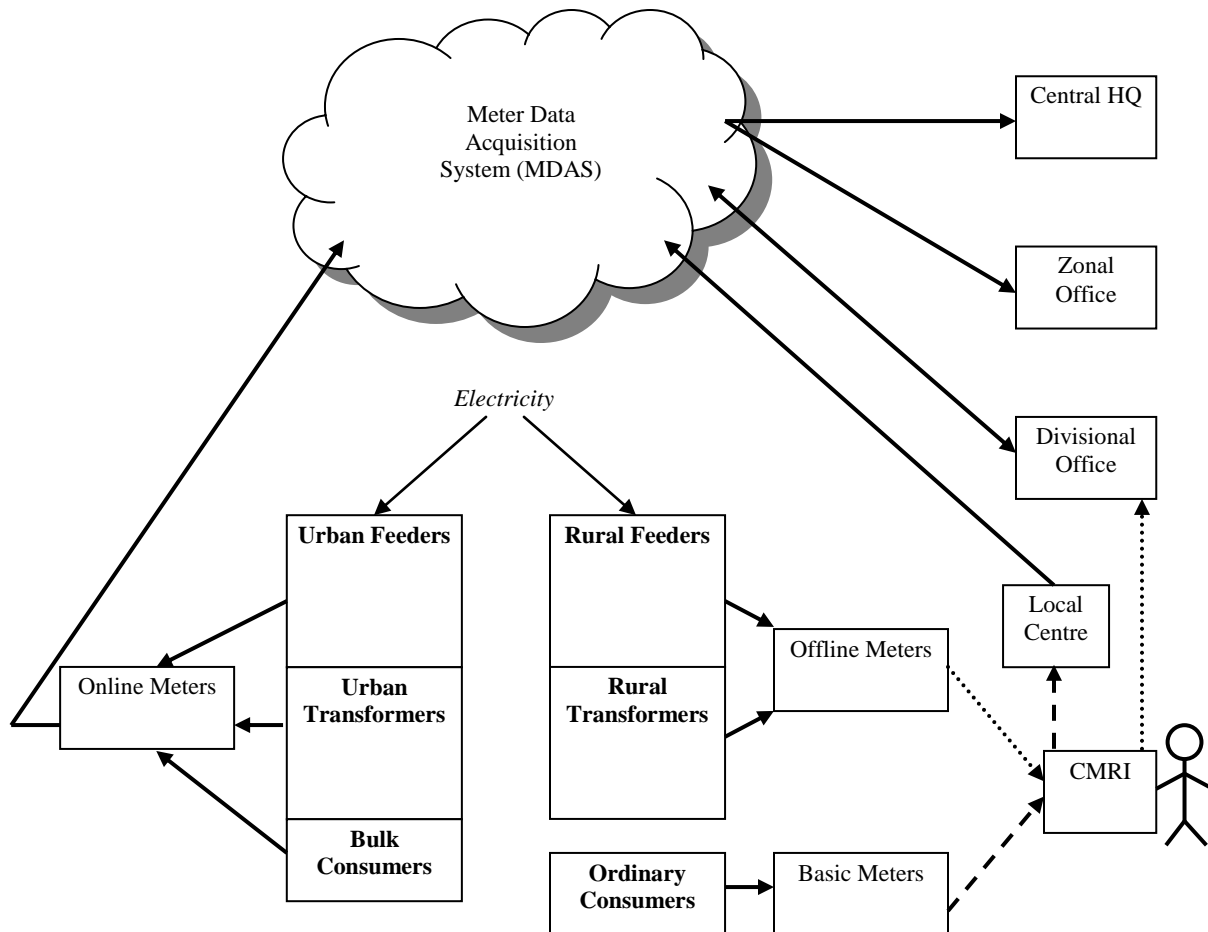 Meter Data
Acquisition
System (MDAS)
Central HQ
Zonal
Office
Electricity
Divisional
Office
Urban Feeders
Rural Feeders
Local
Centre
Offline Meters
Online Meters
Urban
Transformers
Rural
Transformers
CMRI
Bulk
Consumers
Ordinary
Consumers
Basic Meters